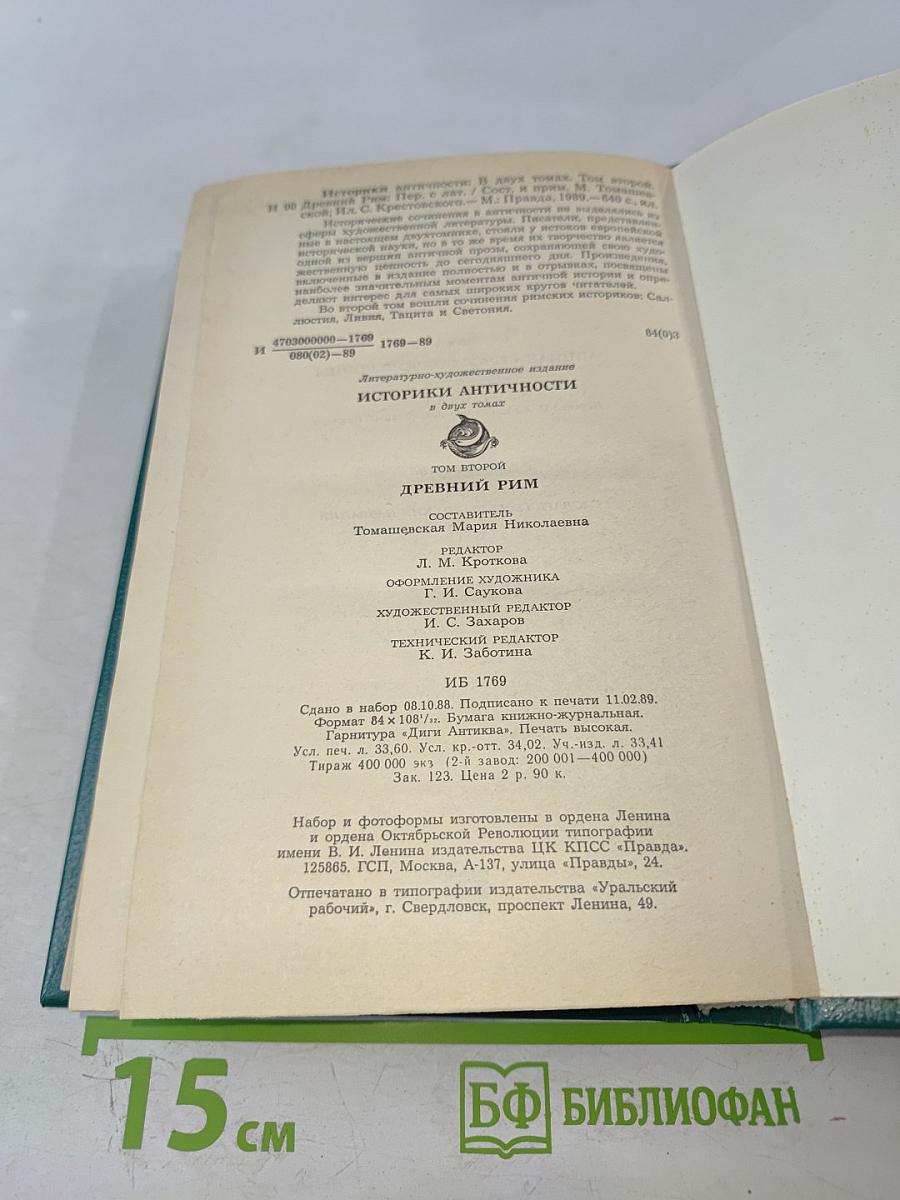 Историки античности: В двух томах. Том второй.
И 90 Древний Рим: Пер. с лат. / Сост. и прим. М. Томашев-
ской; Ил. С. Крестовского.— М.: Правда, 1989.—640 с., ил.
Исторические сочинения в античности не выделялись из
сферы художественной литературы. Писатели, представлен-
ные в настоящем двухтомнике, стояли у истоков европейской
исторической науки, но в то же время их творчество является
одной из вершин античной прозы, сохраняющей свою худо-
жественную ценность до сегодняшнего дня. Произведения,
включенные в издание полностью и в отрывках, посвящены
наиболее значительным моментам античной истории и опре-
деляют интерес для самых широких кругов читателей.
Во второй том вошли сочинения римских историков: Сал-
люстия, Ливия, Тацита и Светония.
И 4703000000—1769 1769—89 84(0)3
080(02)—89
Литературно-художественное издание
ИСТОРИКИ АНТИЧНОСТИ
в двух томах
ТОМ ВТОРОЙ
ДРЕВНИЙ РИМ
СОСТАВИТЕЛЬ
Томашевская Мария Николаевна
РЕДАКТОР
Л. М. Кроткова
ОФОРМЛЕНИЕ ХУДОЖНИКА
Г. И. Саукова
ХУДОЖЕСТВЕННЫЙ РЕДАКТОР
И. С. Захаров
ТЕХНИЧЕСКИЙ РЕДАКТОР
К. И. Заботина
ИБ 1769
Сдано в набор 08.10.88. Подписано к печати 11.02.89.
Формат 84×108¹/₃₂. Бумага книжно-журнальная.
Гарнитура «Диги Антиква». Печать высокая.
Усл. печ. л. 33,60. Усл. кр.-отт. 34,02. Уч.-изд. л. 33,41
Тираж 400 000 экз (2-й завод: 200 001—400 000)
Зак. 123. Цена 2 р. 90 к.
Набор и фотоформы изготовлены в ордена Ленина
и ордена Октябрьской Революции типографии
имени В. И. Ленина издательства ЦК КПСС «Правда».
125865. ГСП, Москва, А-137, улица «Правды», 24.
Отпечатано в типографии издательства «Уральский
рабочий», г. Свердловск, проспект Ленина, 49.
15 см
БФ БИБЛИОФАН